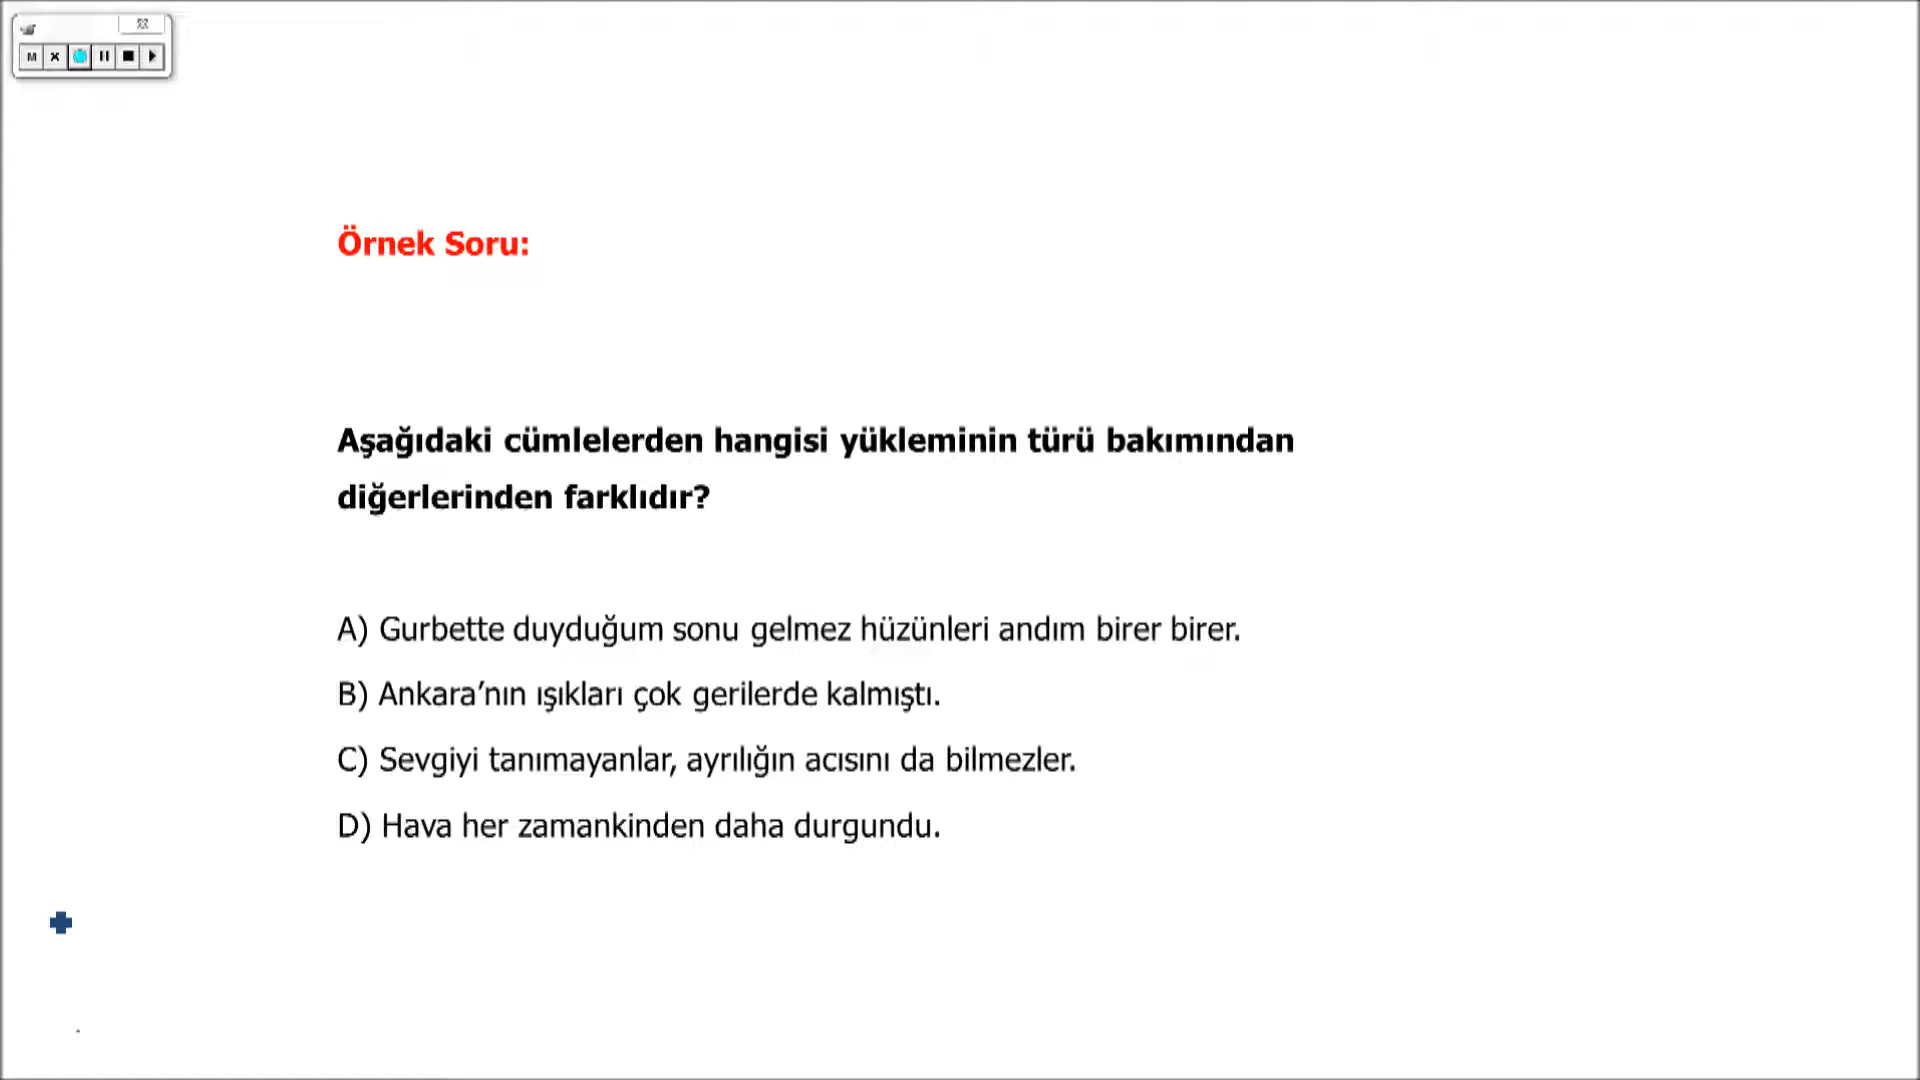 M
Örnek Soru:
Aşağıdaki cümlelerden hangisi yükleminin türü bakımından
diğerlerinden farklıdır?
A) Gurbette duyduğum sonu gelmez hüzünleri andım birer birer.
B) Ankara’nın ışıkları çok gerilerde kalmıştı.
C) Sevgiyi tanımayanlar, ayrılığın acısını da bilmezler.
D) Hava her zamankinden daha durgundu.